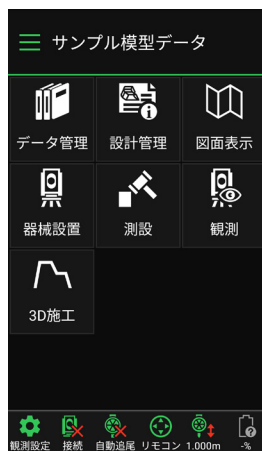 サンプル模型データ
データ管理 設計管理 図面表示
器械設置 測設 観測
3D施工
観測設定 接続 自動追尾 リモコン 1.000m -%